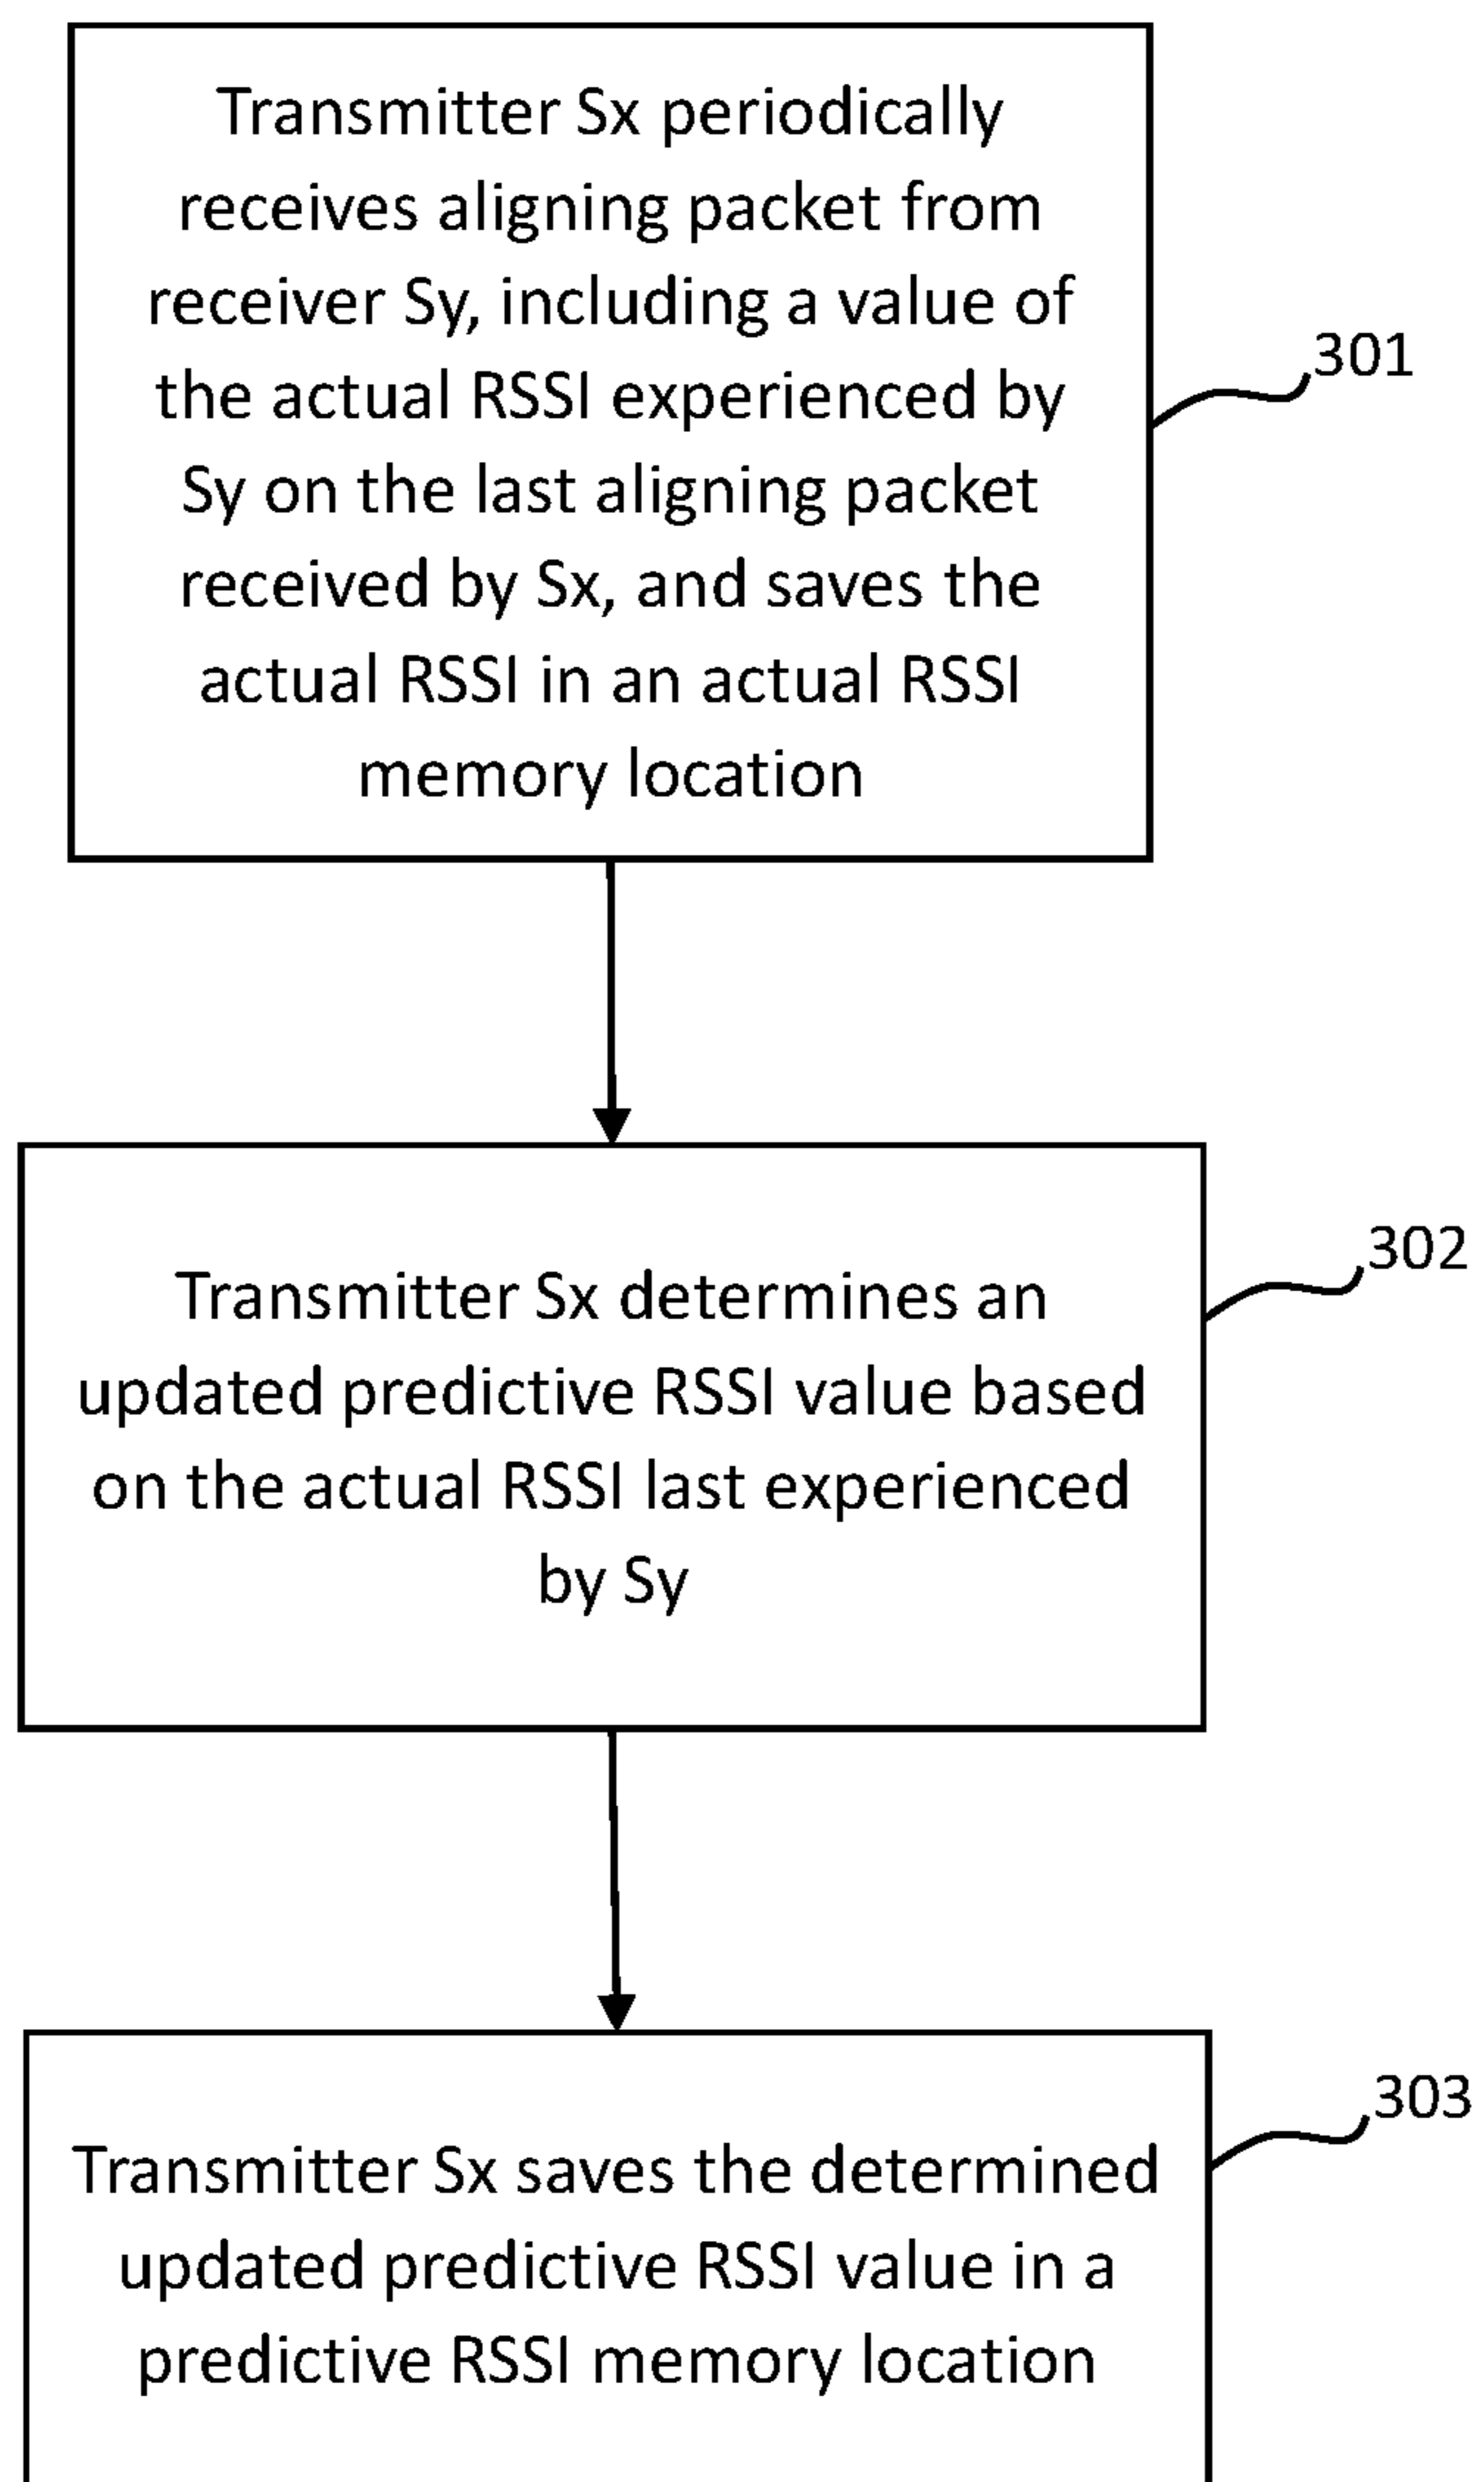 Transmitter Sx periodically
receives aligning packet from
receiver Sy, including a value of
the actual RSSI experienced by
Sy on the last aligning packet
received by Sx, and saves the
actual RSSI in an actual RSSI
memory location
301
Transmitter Sx determines an
updated predictive RSSI value based
on the actual RSSI last experienced
by Sy
302
Transmitter Sx saves the determined
updated predictive RSSI value in a
predictive RSSI memory location
303